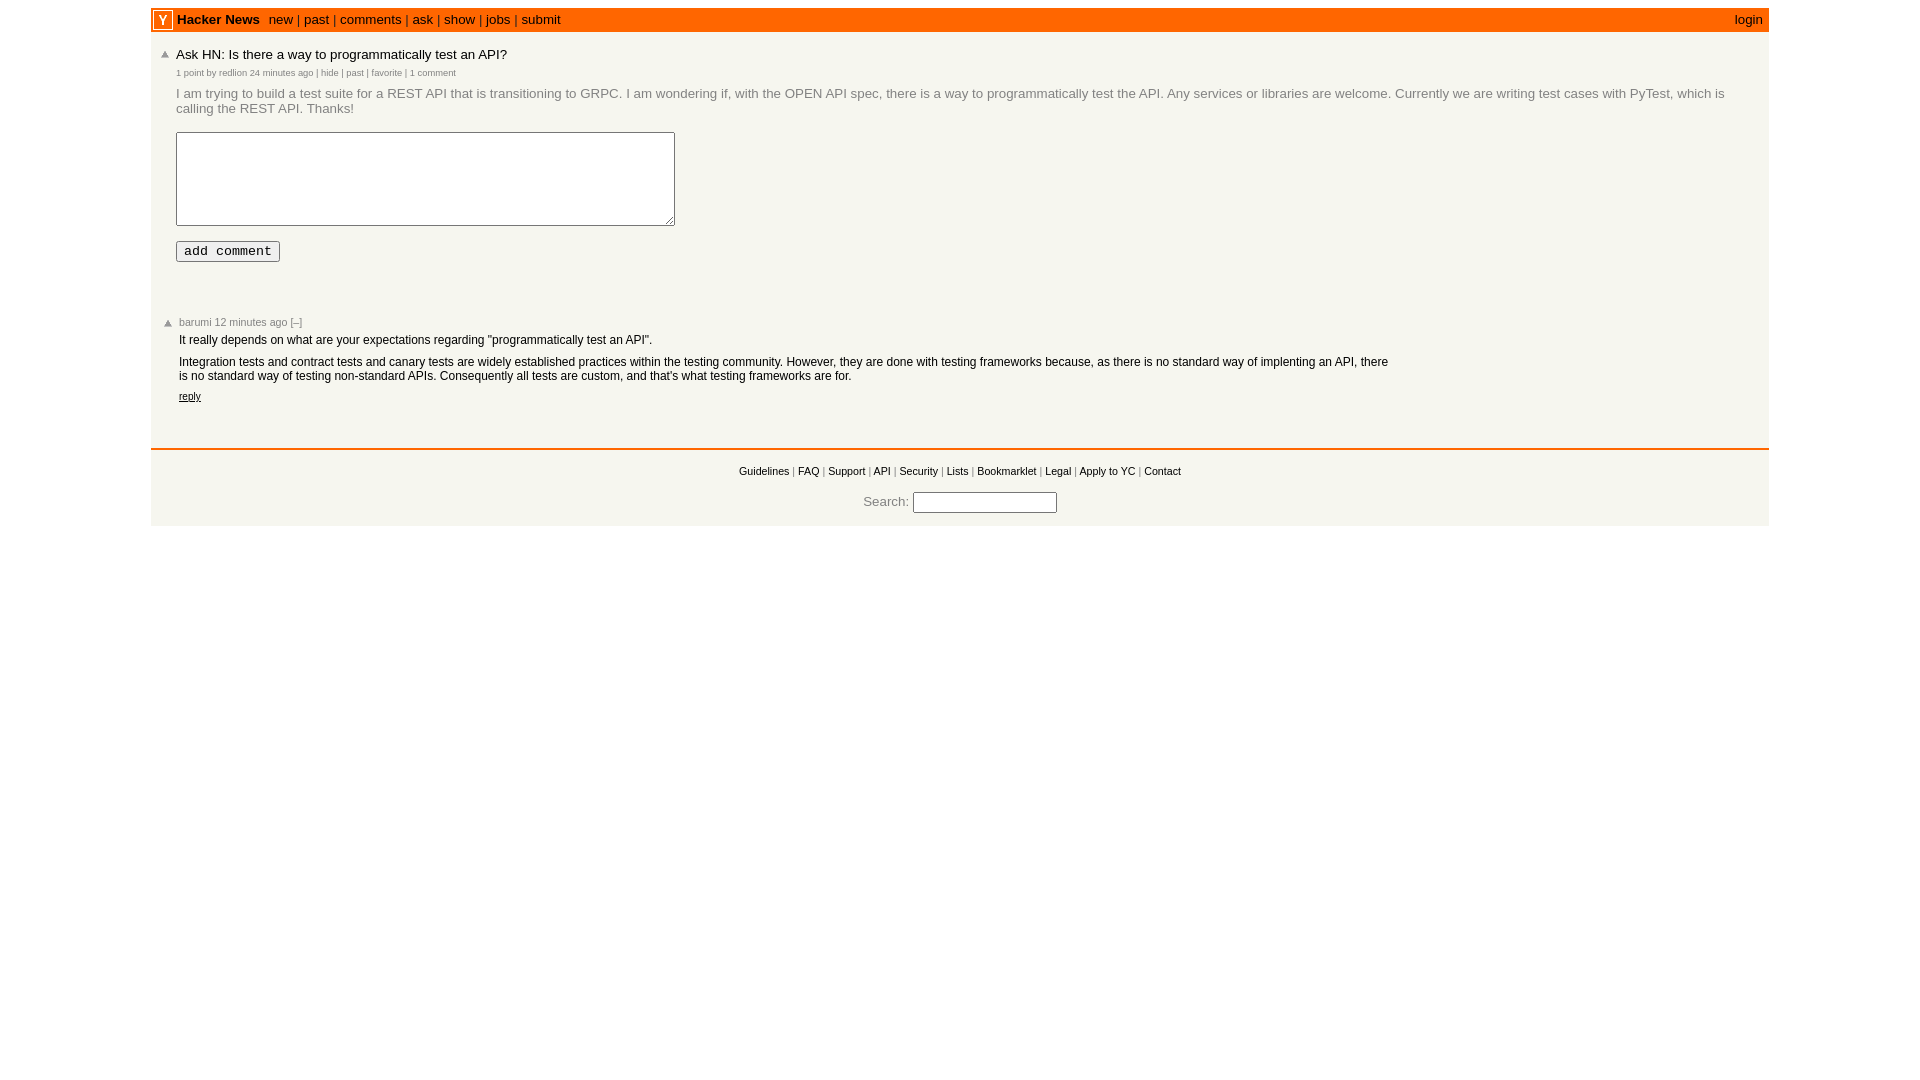 Y Hacker News new | past | comments | ask | show | jobs | submit login
Ask HN: Is there a way to programmatically test an API?
1 point by redlion 24 minutes ago | hide | past | favorite | 1 comment
I am trying to build a test suite for a REST API that is transitioning to GRPC. I am wondering if, with the OPEN API spec, there is a way to programmatically test the API. Any services or libraries are welcome. Currently we are writing test cases with PyTest, which is
calling the REST API. Thanks!
add comment
barumi 12 minutes ago [–]
It really depends on what are your expectations regarding "programmatically test an API".
Integration tests and contract tests and canary tests are widely established practices within the testing community. However, they are done with testing frameworks because, as there is no standard way of implenting an API, there
is no standard way of testing non-standard APIs. Consequently all tests are custom, and that's what testing frameworks are for.
reply
Guidelines | FAQ | Support | API | Security | Lists | Bookmarklet | Legal | Apply to YC | Contact
Search: